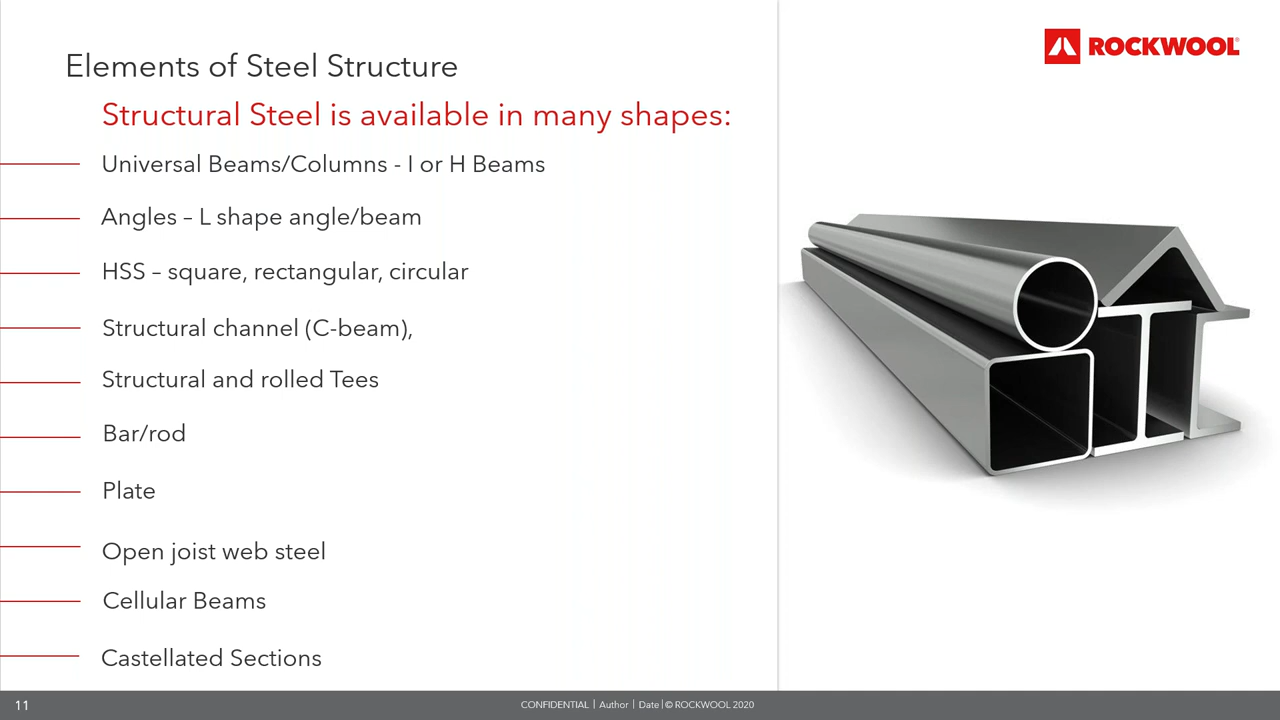 Elements of Steel Structure
ROCKWOOL®
Structural Steel is available in many shapes:
Universal Beams/Columns - I or H Beams
Angles – L shape angle/beam
HSS – square, rectangular, circular
Structural channel (C-beam),
Structural and rolled Tees
Bar/rod
Plate
Open joist web steel
Cellular Beams
Castellated Sections
11
CONFIDENTIAL | Author | Date | © ROCKWOOL 2020